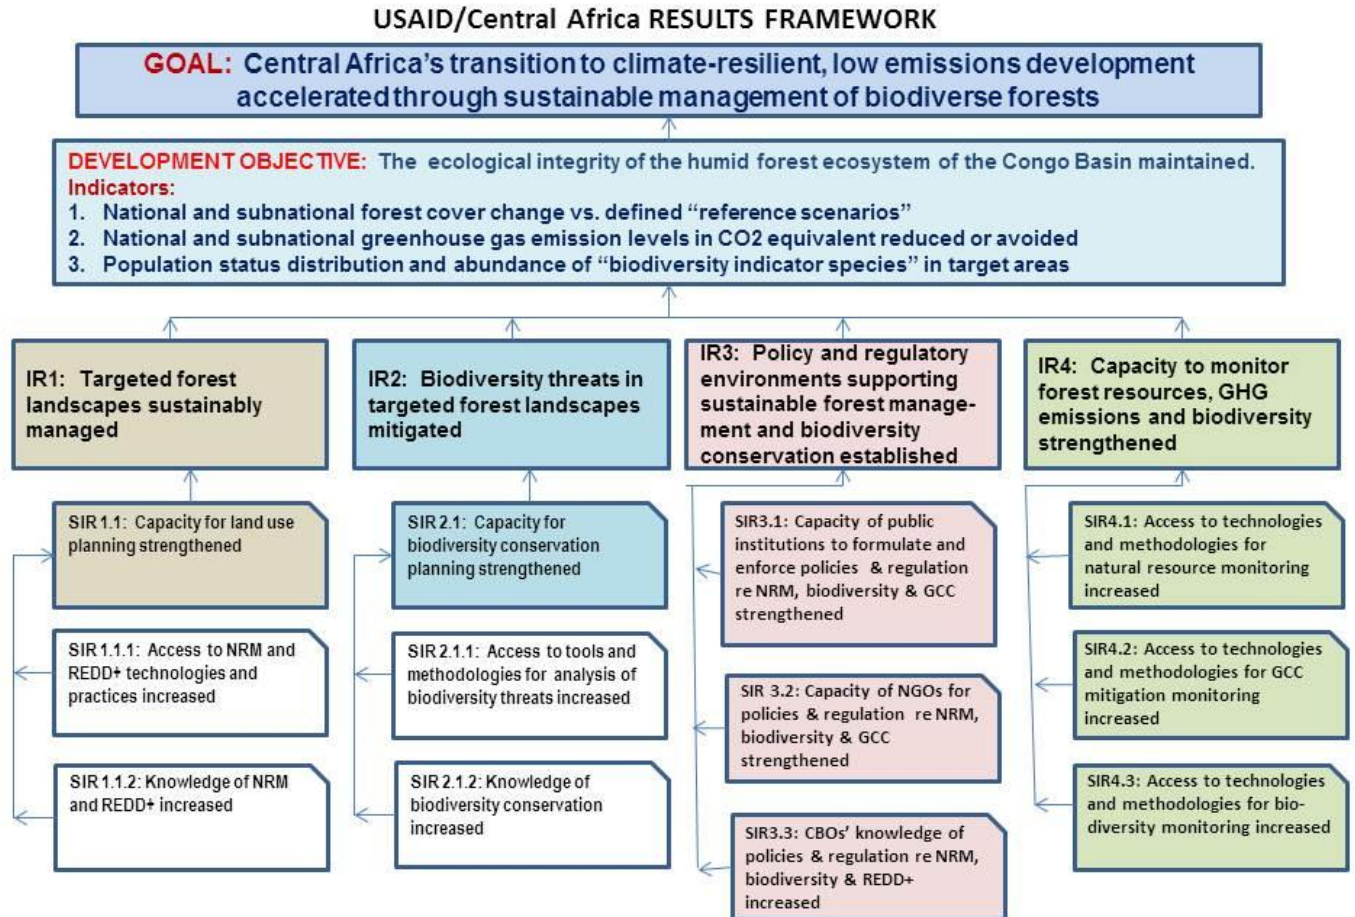 USAID/Central Africa RESULTS FRAMEWORK
GOAL: Central Africa's transition to climate-resilient, low emissions development
accelerated through sustainable management of biodiverse forests
DEVELOPMENT OBJECTIVE: The ecological integrity of the humid forest ecosystem of the Congo Basin maintained.
Indicators:
1. National and subnational forest cover change vs. defined “reference scenarios”
2. National and subnational greenhouse gas emission levels in CO2 equivalent reduced or avoided
3. Population status distribution and abundance of “biodiversity indicator species” in target areas
IR1: Targeted forest
landscapes sustainably
managed
IR2: Biodiversity threats in
targeted forest landscapes
mitigated
IR3: Policy and regulatory
environments supporting
sustainable forest manage-
ment and biodiversity
conservation established
IR4: Capacity to monitor
forest resources, GHG
emissions and biodiversity
strengthened
SIR 1.1: Capacity for land use
planning strengthened
SIR 1.1.1: Access to NRM and
REDD+ technologies and
practices increased
SIR 1.1.2: Knowledge of NRM
and REDD+ increased
SIR 2.1: Capacity for
biodiversity conservation
planning strengthened
SIR 2.1.1: Access to tools and
methodologies for analysis of
biodiversity threats increased
SIR 2.1.2: Knowledge of
biodiversity conservation
increased
SIR3.1: Capacity of public
institutions to formulate and
enforce policies & regulation
re NRM, biodiversity & GCC
strengthened
SIR 3.2: Capacity of NGOs for
policies & regulation re NRM,
biodiversity & GCC
strengthened
SIR3.3: CBOs' knowledge of
policies & regulation re NRM,
biodiversity & REDD+
increased
SIR4.1: Access to technologies
and methodologies for
natural resource monitoring
increased
SIR4.2: Access to technologies
and methodologies for GCC
mitigation monitoring
increased
SIR4.3: Access to technologies
and methodologies for bio-
diversity monitoring increased